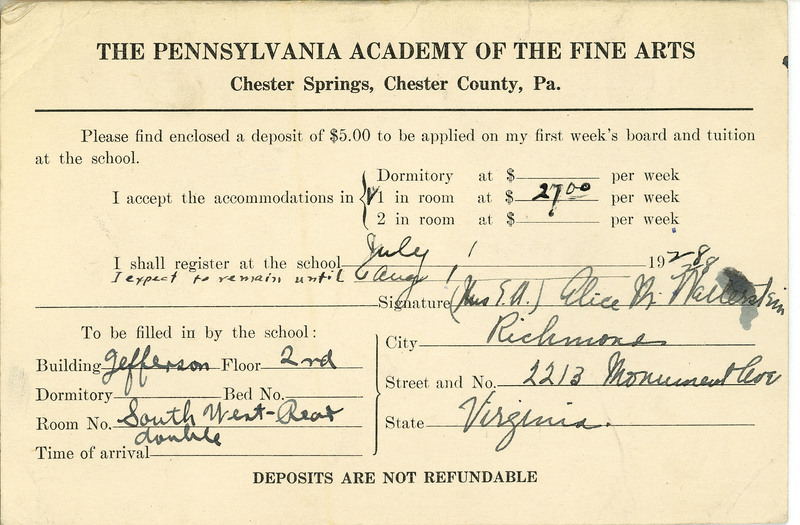 THE PENNSYLVANIA ACADEMY OF THE FINE ARTS
Chester Springs, Chester County, Pa.
Please find enclosed a deposit of $5.00 to be applied on my first week's board and tuition
at the school.
Dormitory at $ per week
I accept the accommodations in √ 1 in room at $ 27.00 per week
2 in room at $ per week
I shall register at the school July 1 1928
I expect to remain until Aug 1
Signature (Mrs E.A.) Alice M. Wallerstein
To be filled in by the school:
City Richmond
Building Jefferson Floor 2nd
Street and No. 2213 Monument Ave
Dormitory Bed No.
Room No. South West-Rear
double
State Virginia.
Time of arrival
DEPOSITS ARE NOT REFUNDABLE